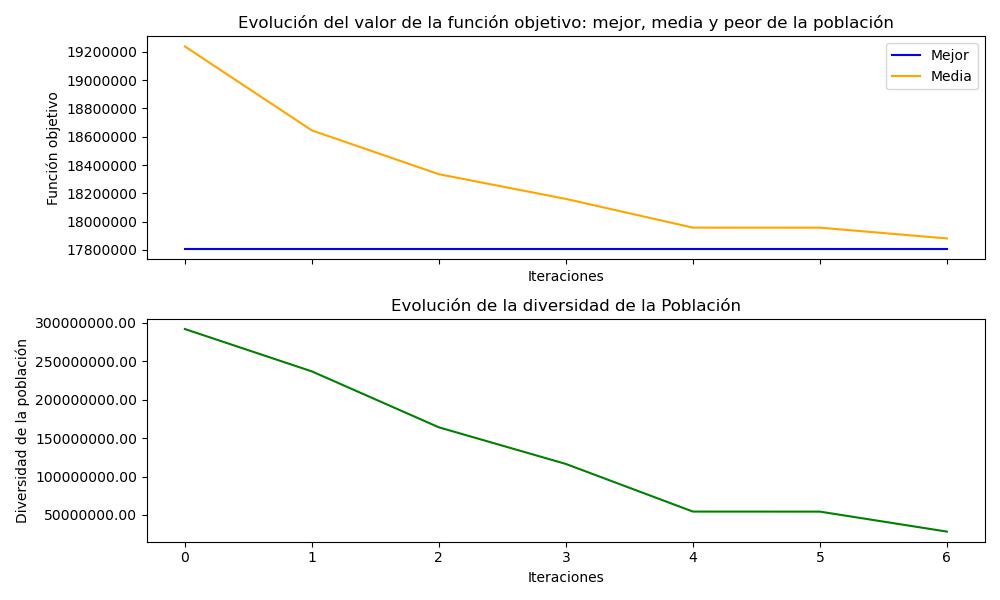 Evolución del valor de la función objetivo: mejor, media y peor de la población
19200000
19000000
18800000
18600000
18400000
18200000
18000000
17800000
Función objetivo
Mejor
Media
Iteraciones
Evolución de la diversidad de la Población
300000000.00
250000000.00
200000000.00
150000000.00
100000000.00
50000000.00
Diversidad de la población
0 1 2 3 4 5 6
Iteraciones